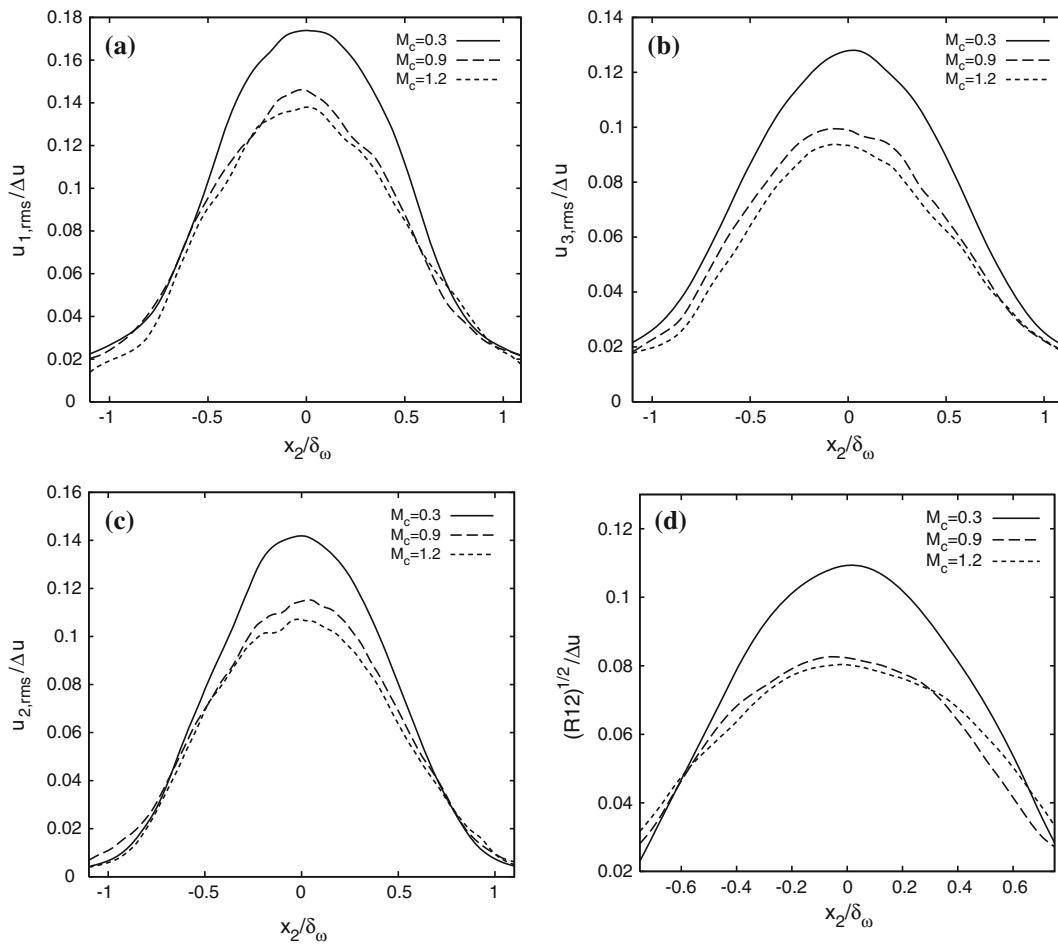 (a)
M_c=0.3
M_c=0.9
M_c=1.2
0.18
0.16
0.14
0.12
0.1
0.08
0.06
0.04
0.02
0
u_{1,rms}/Δu
-1
-0.5
0
0.5
1
x_2/δ_ω
(b)
M_c=0.3
M_c=0.9
M_c=1.2
0.14
0.12
0.1
0.08
0.06
0.04
0.02
0
u_{3,rms}/Δu
-1
-0.5
0
0.5
1
x_2/δ_ω
(c)
M_c=0.3
M_c=0.9
M_c=1.2
0.16
0.14
0.12
0.1
0.08
0.06
0.04
0.02
0
u_{2,rms}/Δu
-1
-0.5
0
0.5
1
x_2/δ_ω
(d)
M_c=0.3
M_c=0.9
M_c=1.2
0.12
0.1
0.08
0.06
0.04
0.02
(R12)^{1/2}/Δu
-0.6
-0.4
-0.2
0
0.2
0.4
0.6
x_2/δ_ω